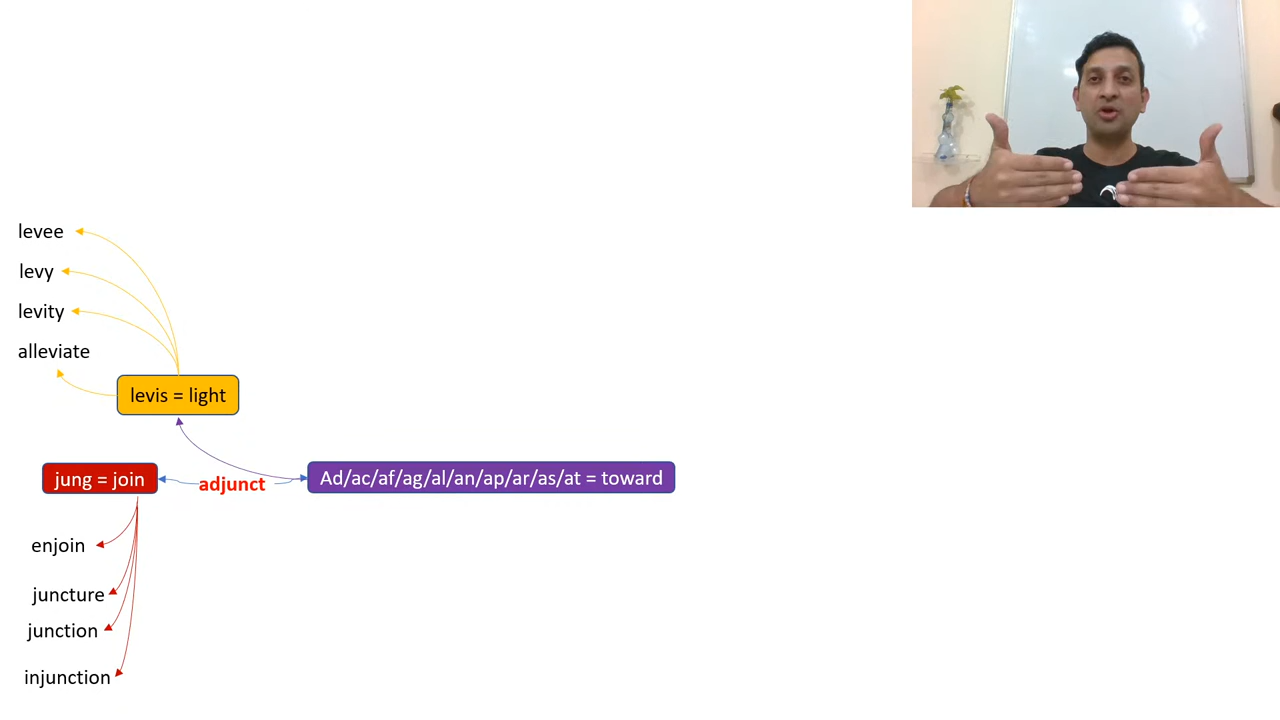 levee
levy
levity
alleviate
levis = light
jung = join
adjunct
Ad/ac/af/ag/al/an/ap/ar/as/at = toward
enjoin
juncture
junction
injunction